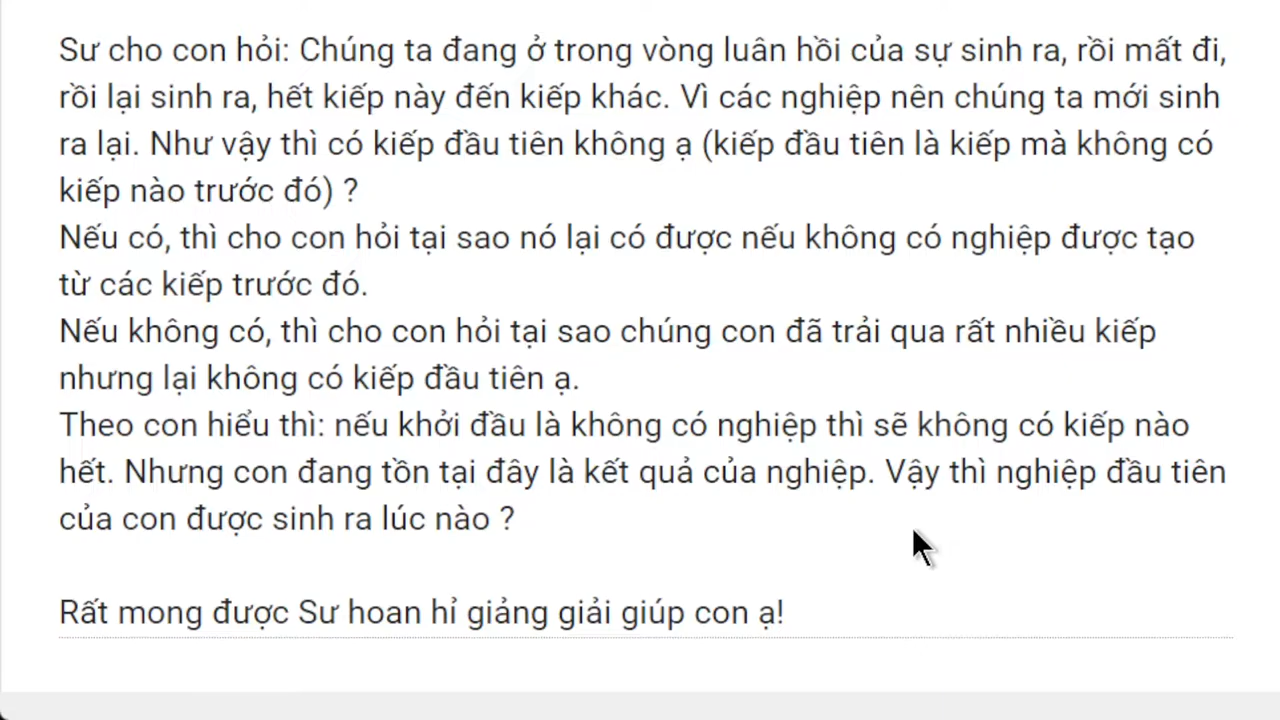 Sư cho con hỏi: Chúng ta đang ở trong vòng luân hồi của sự sinh ra, rồi mất đi,
rồi lại sinh ra, hết kiếp này đến kiếp khác. Vì các nghiệp nên chúng ta mới sinh
ra lại. Như vậy thì có kiếp đầu tiên không ạ (kiếp đầu tiên là kiếp mà không có
kiếp nào trước đó) ?
Nếu có, thì cho con hỏi tại sao nó lại có được nếu không có nghiệp được tạo
từ các kiếp trước đó.
Nếu không có, thì cho con hỏi tại sao chúng con đã trải qua rất nhiều kiếp
nhưng lại không có kiếp đầu tiên ạ.
Theo con hiểu thì: nếu khởi đầu là không có nghiệp thì sẽ không có kiếp nào
hết. Nhưng con đang tồn tại đây là kết quả của nghiệp. Vậy thì nghiệp đầu tiên
của con được sinh ra lúc nào ?
Rất mong được Sư hoan hỉ giảng giải giúp con ạ!